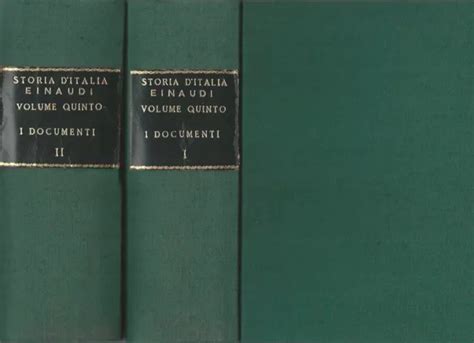 STORIA D'ITALIA
EINAUDI
VOLUME QUINTO
I DOCUMENTI
II
STORIA D'ITALIA
EINAUDI
VOLUME QUINTO
I DOCUMENTI
I